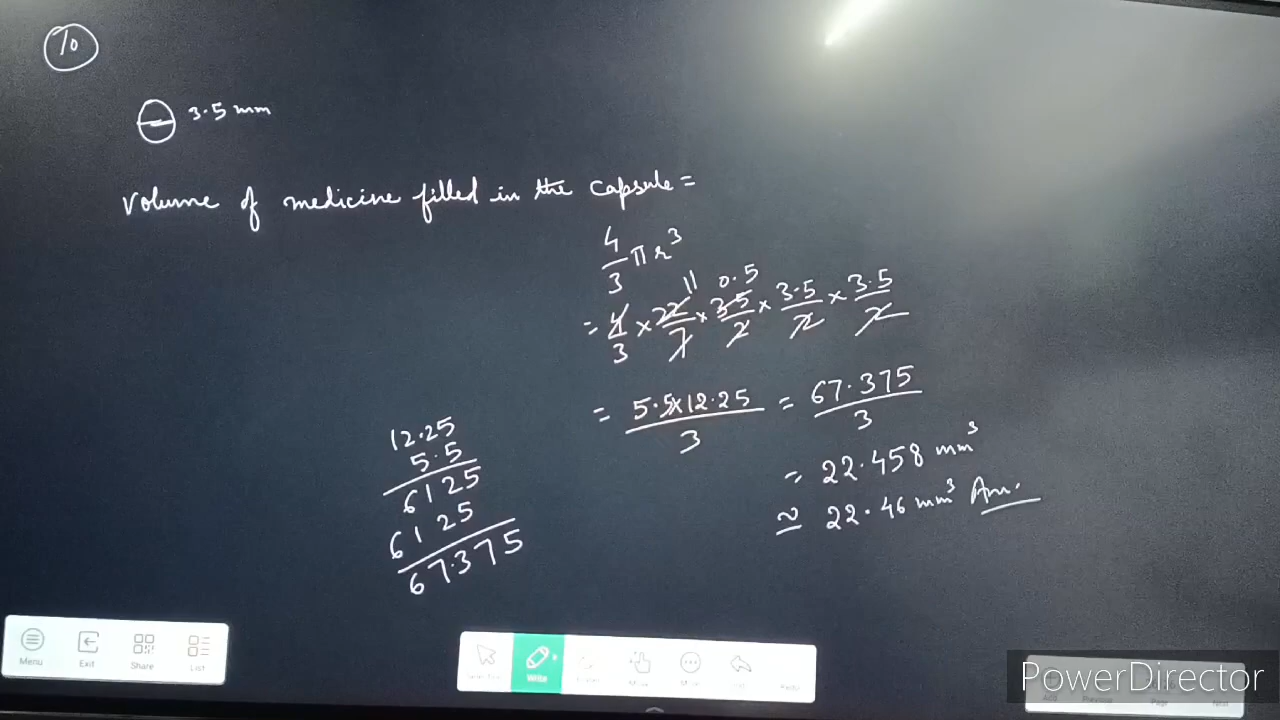 10
3.5 mm
Volume of medicine filled in the capsule =
4/3 π r³
= 4/3 × 22/7 × 3.5/2 × 3.5/2 × 3.5/2
11 0.5
= 5.5×12.25/3 = 67.375/3
= 22.458 mm³
≈ 22.46 mm³ Ans.
12.25
5.5
6125
6125
67.375
Menu Exit Share List
Write
PowerDirector